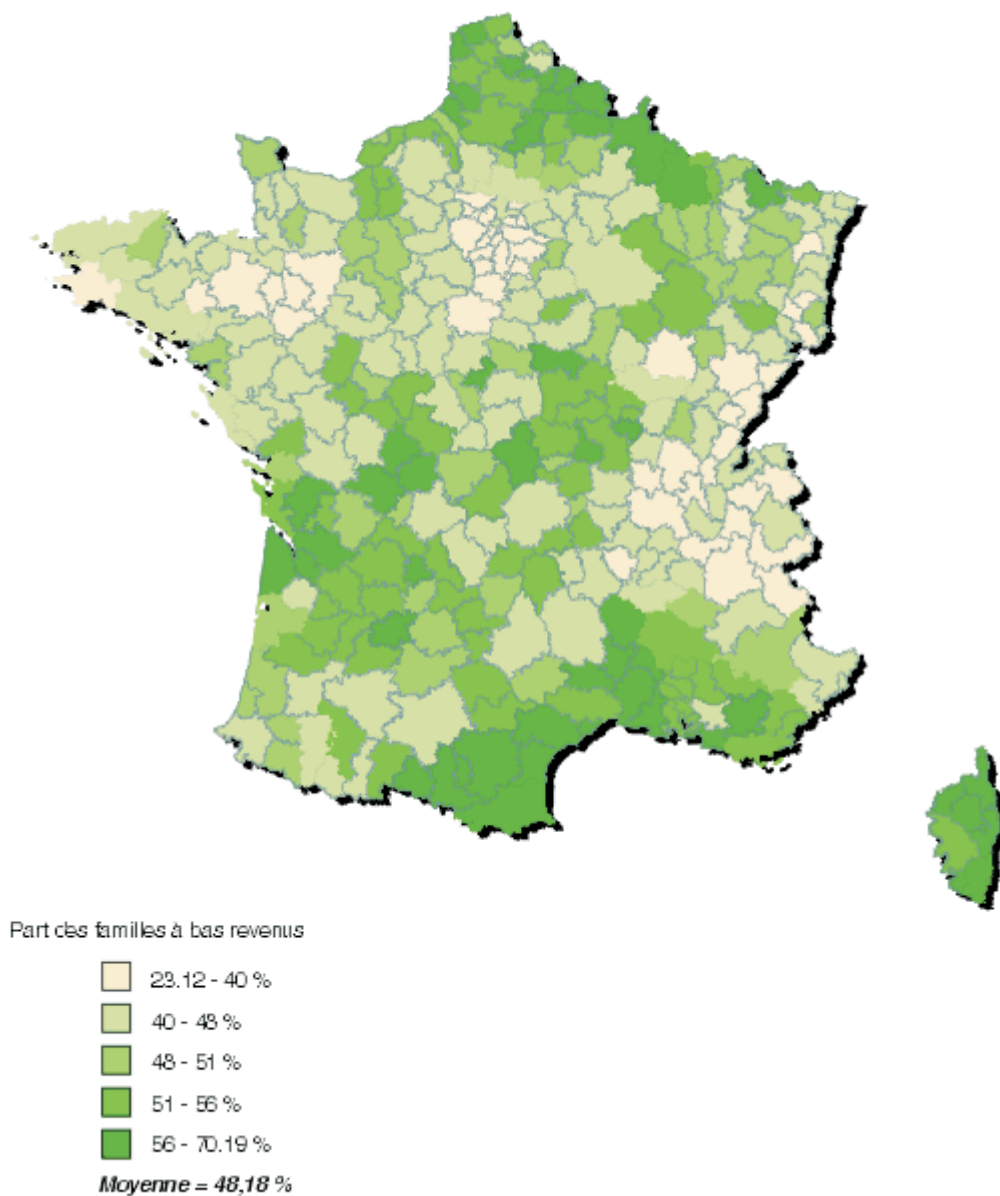 Part des familles à bas revenus
23.12 - 40 %
40 - 48 %
48 - 51 %
51 - 56 %
56 - 70.19 %
Moyenne = 48,18 %